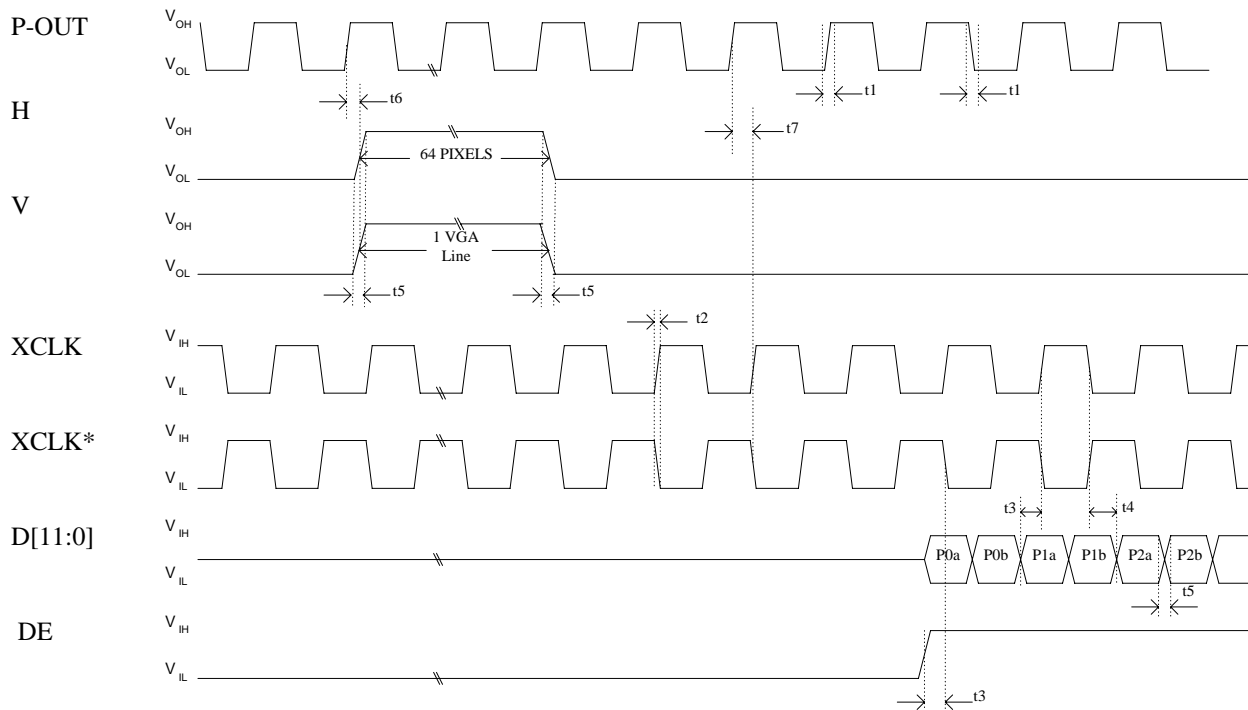 P-OUT
VOH
VOL
t6
t1
t1
H
VOH
64 PIXELS
VOL
t7
V
VOH
1 VGA
Line
VOL
t5
t5
t2
XCLK
VIH
VIL
XCLK*
VIH
VIL
t3
t4
D[11:0]
VIH
P0a P0b P1a P1b P2a P2b
VIL
t5
DE
VIH
VIL
t3